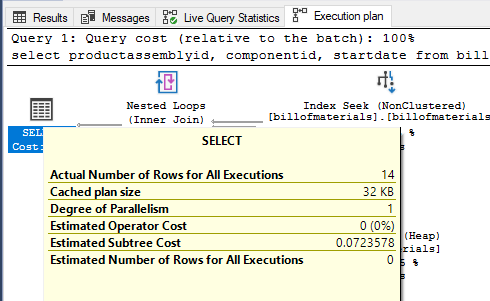 Results Messages Live Query Statistics Execution plan
Query 1: Query cost (relative to the batch): 100%
select productassemblyid, componentid, startdate from bill
Nested Loops
(Inner Join)
Index Seek (NonClustered)
[billofmaterials].[billofmaterials
SEL
Cost:
%
s
SELECT
Actual Number of Rows for All Executions 14
Cached plan size 32 KB
Degree of Parallelism 1
Estimated Operator Cost 0 (0%)
Estimated Subtree Cost 0.0723578
Estimated Number of Rows for All Executions 0
(Heap)
rials]
%
s